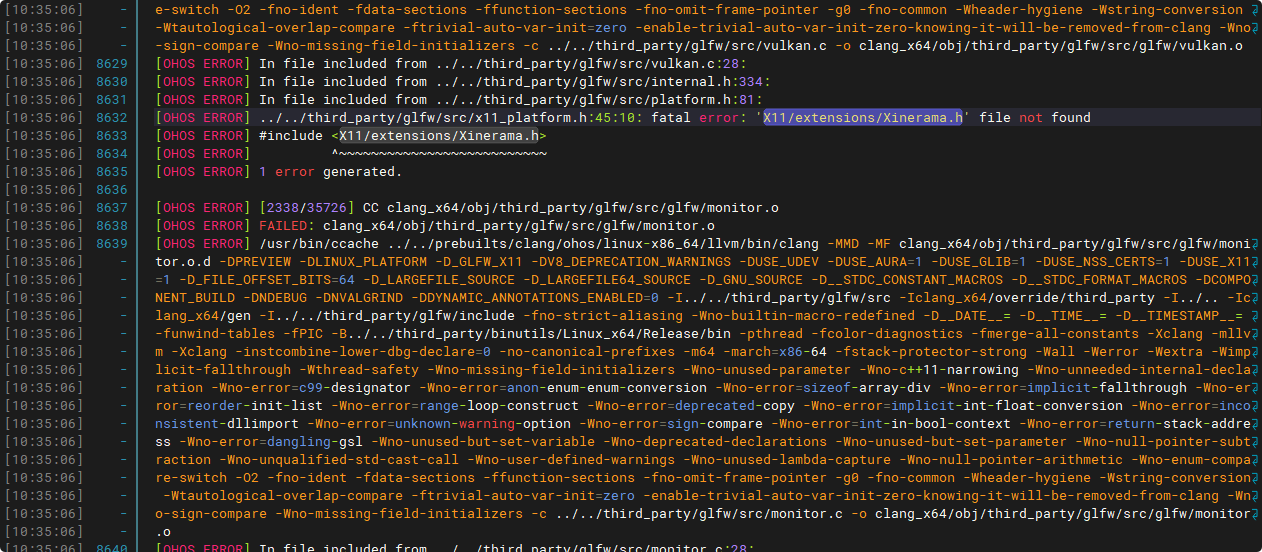 [10:35:06] - e-switch -O2 -fno-ident -fdata-sections -ffunction-sections -fno-omit-frame-pointer -g0 -fno-common -Wheader-hygiene -Wstring-conversion
[10:35:06] - -Wtautological-overlap-compare -ftrivial-auto-var-init=zero -enable-trivial-auto-var-init-zero-knowing-it-will-be-removed-from-clang -Wno
[10:35:06] - -sign-compare -Wno-missing-field-initializers -c ../../third_party/glfw/src/vulkan.c -o clang_x64/obj/third_party/glfw/src/glfw/vulkan.o
[10:35:06] 8629 [OHOS ERROR] In file included from ../../third_party/glfw/src/vulkan.c:28:
[10:35:06] 8630 [OHOS ERROR] In file included from ../../third_party/glfw/src/internal.h:334:
[10:35:06] 8631 [OHOS ERROR] In file included from ../../third_party/glfw/src/platform.h:81:
[10:35:06] 8632 [OHOS ERROR] ../../third_party/glfw/src/x11_platform.h:45:10: fatal error: 'X11/extensions/Xinerama.h' file not found
[10:35:06] 8633 [OHOS ERROR] #include <X11/extensions/Xinerama.h>
[10:35:06] 8634 [OHOS ERROR]          ^~~~~~~~~~~~~~~~~~~~~~~~~~~
[10:35:06] 8635 [OHOS ERROR] 1 error generated.
[10:35:06] 8636
[10:35:06] 8637 [OHOS ERROR] [2338/35726] CC clang_x64/obj/third_party/glfw/src/glfw/monitor.o
[10:35:06] 8638 [OHOS ERROR] FAILED: clang_x64/obj/third_party/glfw/src/glfw/monitor.o
[10:35:06] 8639 [OHOS ERROR] /usr/bin/ccache ../../prebuilts/clang/ohos/linux-x86_64/llvm/bin/clang -MMD -MF clang_x64/obj/third_party/glfw/src/glfw/moni
[10:35:06] - tor.o.d -DPREVIEW -DLINUX_PLATFORM -D_GLFW_X11 -DV8_DEPRECATION_WARNINGS -DUSE_UDEV -DUSE_AURA=1 -DUSE_GLIB=1 -DUSE_NSS_CERTS=1 -DUSE_X11
[10:35:06] - =1 -D_FILE_OFFSET_BITS=64 -D_LARGEFILE_SOURCE -D_LARGEFILE64_SOURCE -D_GNU_SOURCE -D__STDC_CONSTANT_MACROS -D__STDC_FORMAT_MACROS -DCOMPO
[10:35:06] - NENT_BUILD -DNDEBUG -DNVALGRIND -DDYNAMIC_ANNOTATIONS_ENABLED=0 -I../../third_party/glfw/src -Iclang_x64/override/third_party -I../.. -Ic
[10:35:06] - lang_x64/gen -I../../third_party/glfw/include -fno-strict-aliasing -Wno-builtin-macro-redefined -D__DATE__= -D__TIME__= -D__TIMESTAMP__=
[10:35:06] - -funwind-tables -fPIC -B../../third_party/binutils/Linux_x64/Release/bin -pthread -fcolor-diagnostics -fmerge-all-constants -Xclang -mllv
[10:35:06] - m -Xclang -instcombine-lower-dbg-declare=0 -no-canonical-prefixes -m64 -march=x86-64 -fstack-protector-strong -Wall -Werror -Wextra -Wimp
[10:35:06] - licit-fallthrough -Wthread-safety -Wno-missing-field-initializers -Wno-unused-parameter -Wno-c++11-narrowing -Wno-unneeded-internal-decla
[10:35:06] - ration -Wno-error=c99-designator -Wno-error=anon-enum-enum-conversion -Wno-error=sizeof-array-div -Wno-error=implicit-fallthrough -Wno-er
[10:35:06] - ror=reorder-init-list -Wno-error=range-loop-construct -Wno-error=deprecated-copy -Wno-error=implicit-int-float-conversion -Wno-error=inco
[10:35:06] - nsistent-dllimport -Wno-error=unknown-warning-option -Wno-error=sign-compare -Wno-error=int-in-bool-context -Wno-error=return-stack-addre
[10:35:06] - ss -Wno-error=dangling-gsl -Wno-unused-but-set-variable -Wno-deprecated-declarations -Wno-unused-but-set-parameter -Wno-null-pointer-subt
[10:35:06] - raction -Wno-unqualified-std-cast-call -Wno-user-defined-warnings -Wno-unused-lambda-capture -Wno-null-pointer-arithmetic -Wno-enum-compa
[10:35:06] - re-switch -O2 -fno-ident -fdata-sections -ffunction-sections -fno-omit-frame-pointer -g0 -fno-common -Wheader-hygiene -Wstring-conversion
[10:35:06] - -Wtautological-overlap-compare -ftrivial-auto-var-init=zero -enable-trivial-auto-var-init-zero-knowing-it-will-be-removed-from-clang -Wn
[10:35:06] - o-sign-compare -Wno-missing-field-initializers -c ../../third_party/glfw/src/monitor.c -o clang_x64/obj/third_party/glfw/src/glfw/monitor
[10:35:06] - .o
[10:35:06] 8640 [OHOS ERROR] In file included from ../../third_party/glfw/src/monitor.c:28: